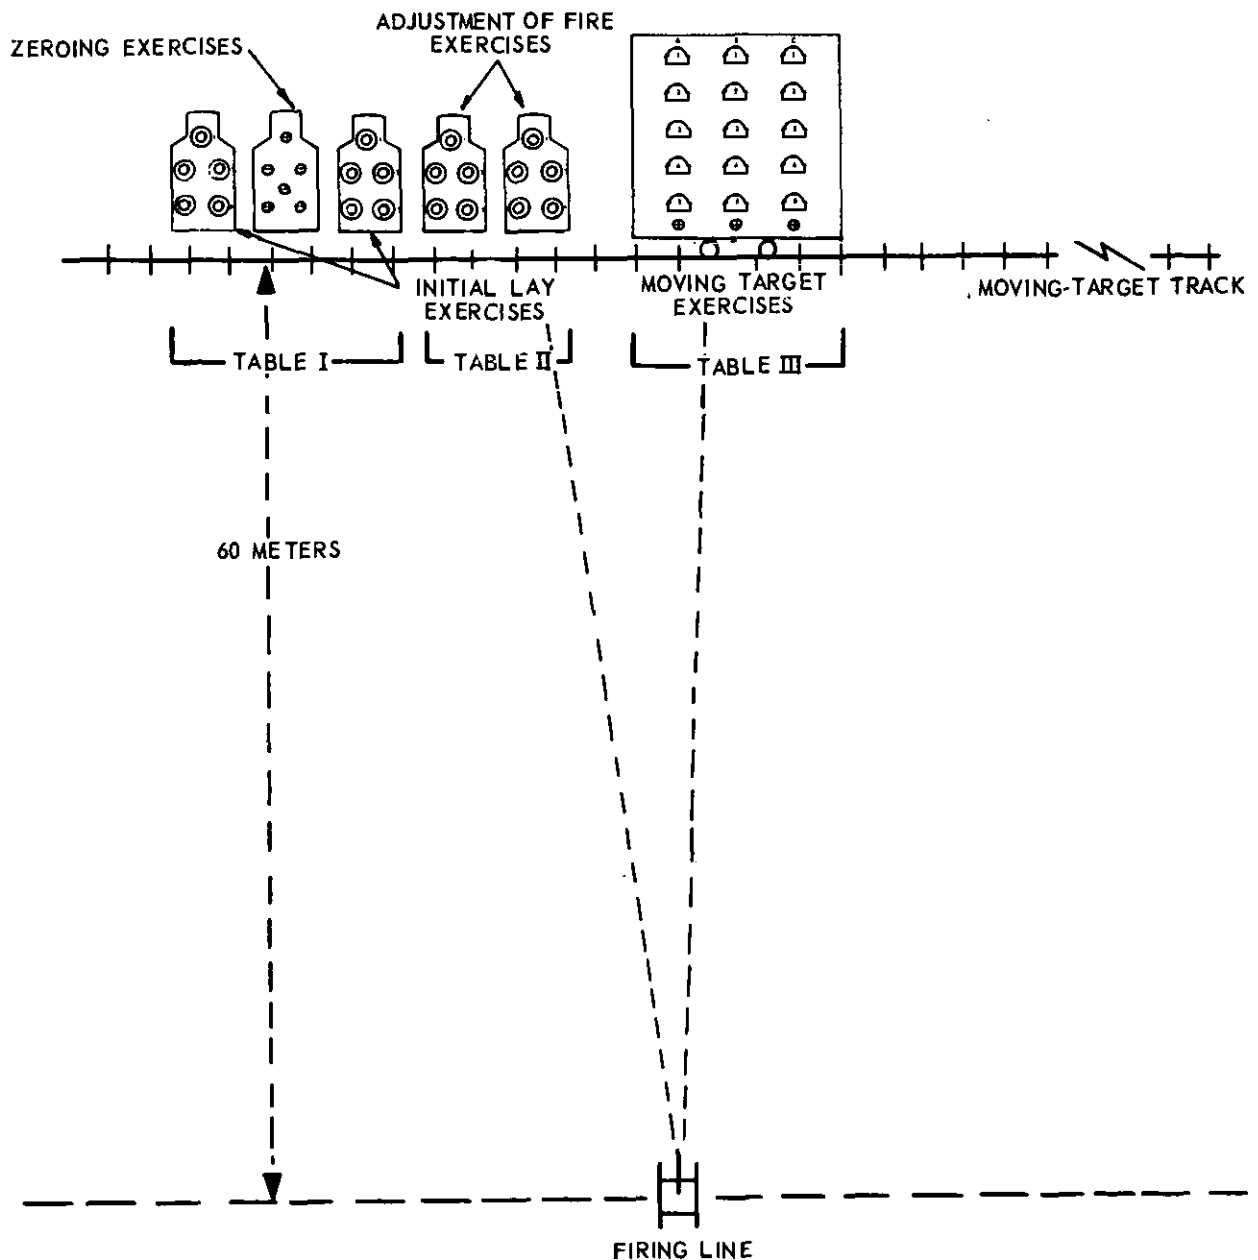 ZEROING EXERCISES
ADJUSTMENT OF FIRE
EXERCISES
INITIAL LAY
EXERCISES
MOVING TARGET
EXERCISES
MOVING-TARGET TRACK
TABLE I
TABLE II
TABLE III
60 METERS
FIRING LINE